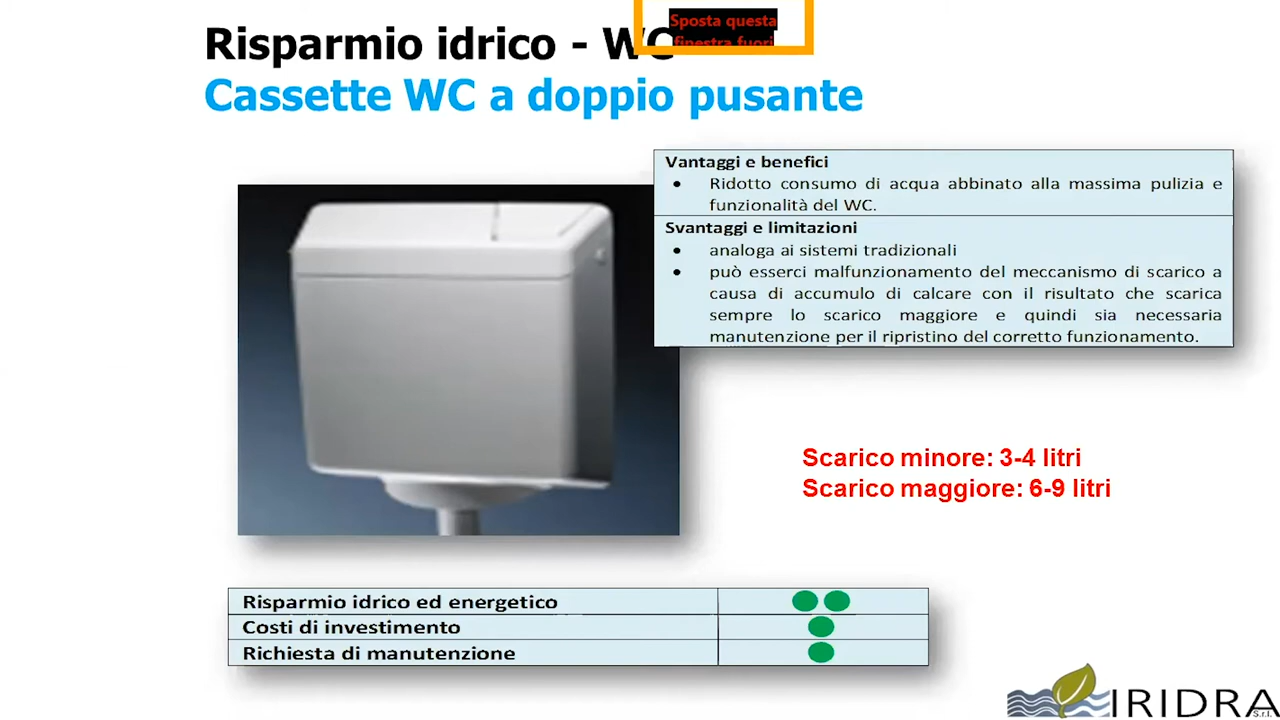 Sposta questa
finestra fuori
Risparmio idrico - WC
Cassette WC a doppio pusante
Vantaggi e benefici
• Ridotto consumo di acqua abbinato alla massima pulizia e
funzionalità del WC.
Svantaggi e limitazioni
• analoga ai sistemi tradizionali
• può esserci malfunzionamento del meccanismo di scarico a
causa di accumulo di calcare con il risultato che scarica
sempre lo scarico maggiore e quindi sia necessaria
manutenzione per il ripristino del corretto funzionamento.
Scarico minore: 3-4 litri
Scarico maggiore: 6-9 litri
Risparmio idrico ed energetico
Costi di investimento
Richiesta di manutenzione
IRIDRA
S.r.l.